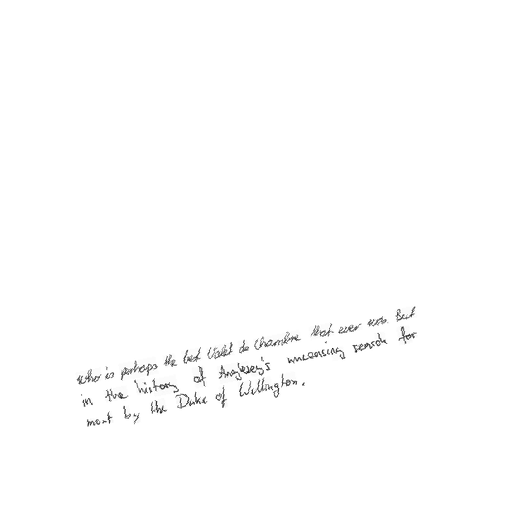 who is perhaps the best Valet de Chambre that ever was. But
in the history of Anglesey's unceasing search for
most by the Duke of Wellington.